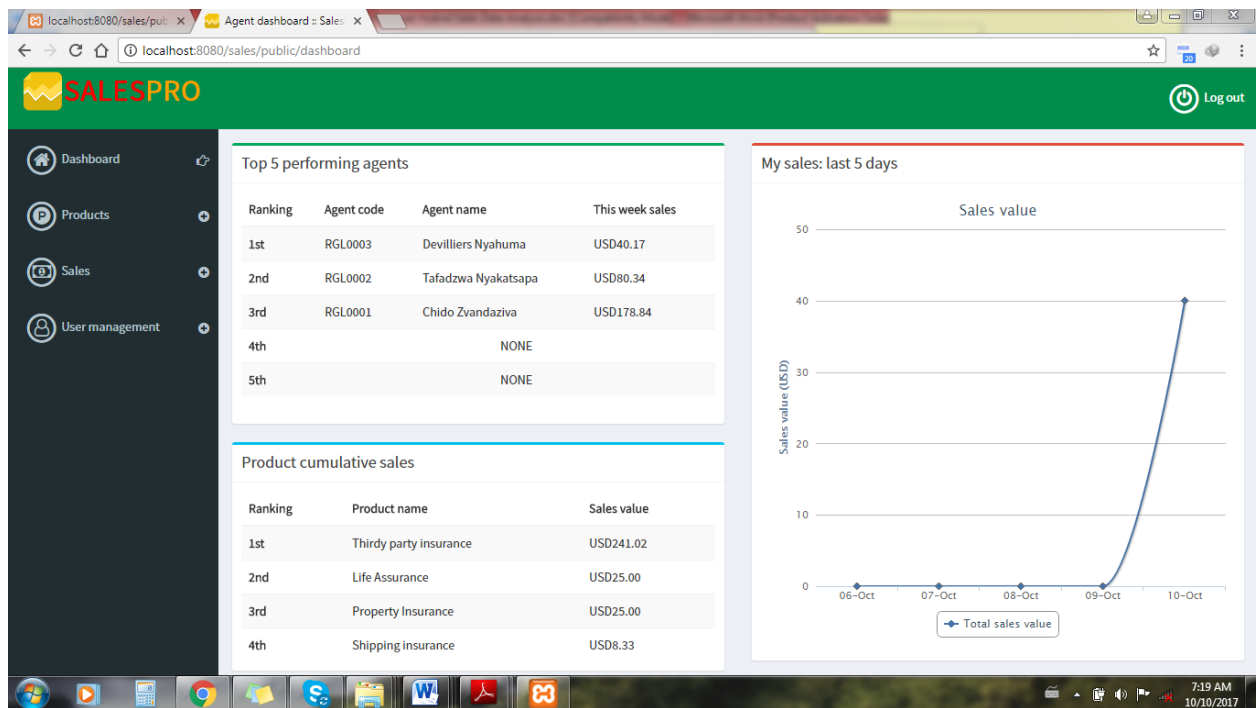 localhost:8080/sales/pub
Agent dashboard :: Sales
localhost:8080/sales/public/dashboard
20
SALESPRO
Log out
Dashboard
Products
Sales
User management
Top 5 performing agents
Ranking Agent code Agent name This week sales
1st RGL0003 Devilliers Nyahuma USD40.17
2nd RGL0002 Tafadzwa Nyakatsapa USD80.34
3rd RGL0001 Chido Zvandaziva USD178.84
4th NONE
5th NONE
Product cumulative sales
Ranking Product name Sales value
1st Thirdy party insurance USD241.02
2nd Life Assurance USD25.00
3rd Property Insurance USD25.00
4th Shipping insurance USD8.33
My sales: last 5 days
Sales value
50
40
30
20
10
0
Sales value (USD)
06-Oct 07-Oct 08-Oct 09-Oct 10-Oct
Total sales value
7:19 AM
10/10/2017